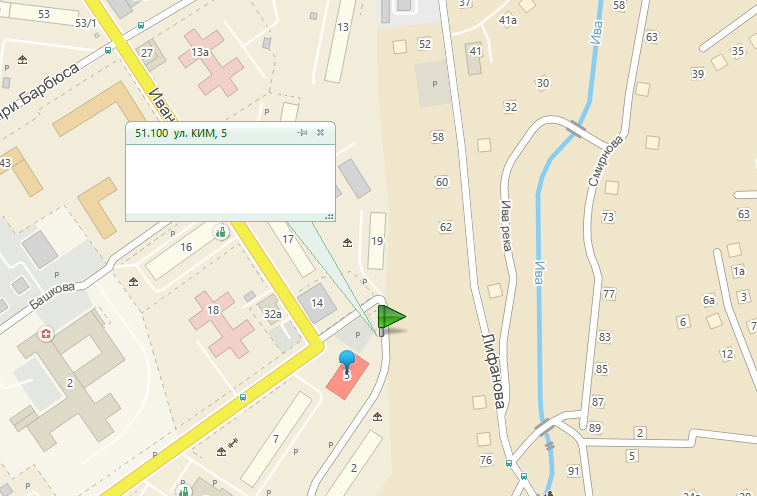 53
53/1
27
13а
13
52
37
41а
41
58
63
35
39
Ива
30
32
ри Барбюса
Иван
P
P
58
Смирнова
51.100 ул. КИМ, 5
43
60
62
Ива река
63
73
16
17
19
P
Ива
1а
Башкова
P
18
32а
14
P
P
77
6а
3
6
7
Лифанова
83
12
2
5
85
87
7
2
76
89
2
5
91
P